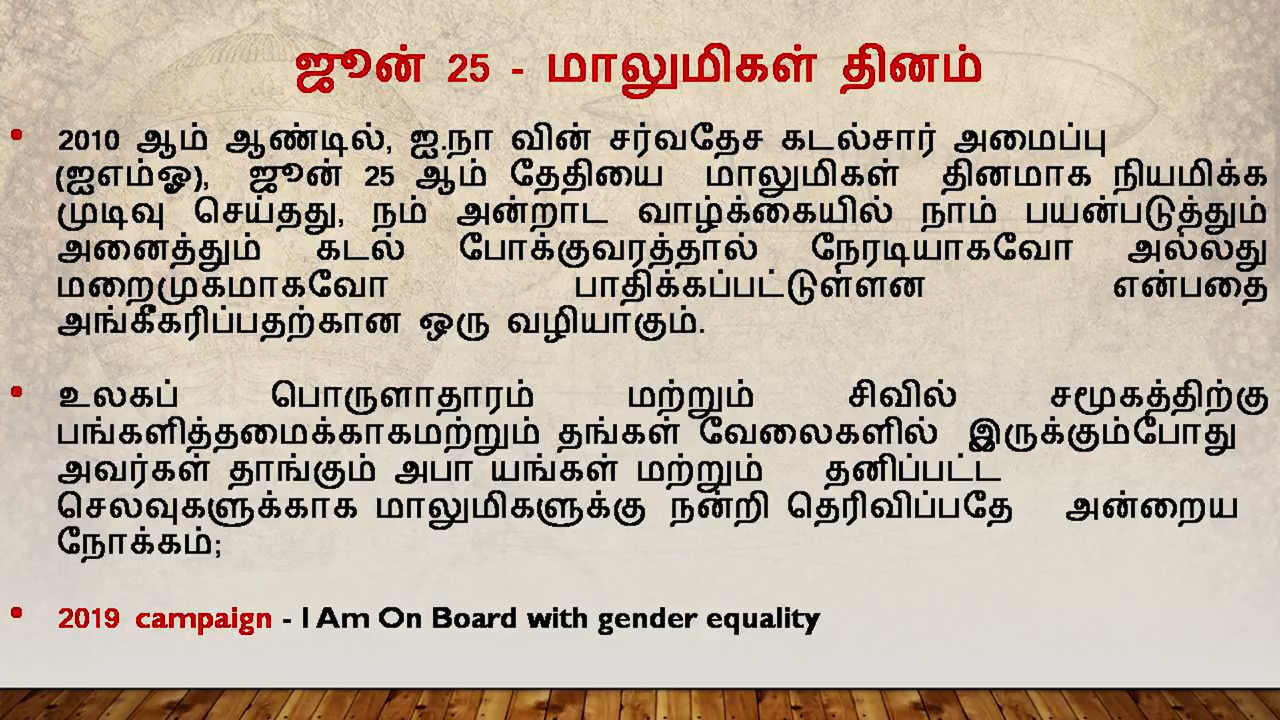 ஜூன் 25 - மாலுமிகள் தினம்
• 2010 ஆம் ஆண்டில், ஐ.நா வின் சர்வதேச கடல்சார் அமைப்பு
(ஐஎம்ஓ), ஜூன் 25 ஆம் தேதியை மாலுமிகள் தினமாக நியமிக்க
முடிவு செய்தது, நம் அன்றாட வாழ்க்கையில் நாம் பயன்படுத்தும்
அனைத்தும் கடல் போக்குவரத்தால் நேரடியாகவோ அல்லது
மறைமுகமாகவோ பாதிக்கப்பட்டுள்ளன என்பதை
அங்கீகரிப்பதற்கான ஒரு வழியாகும்.
• உலகப் பொருளாதாரம் மற்றும் சிவில் சமூகத்திற்கு
பங்களித்தமைக்காகமற்றும் தங்கள் வேலைகளில் இருக்கும்போது
அவர்கள் தாங்கும் அபா யங்கள் மற்றும் தனிப்பட்ட
செலவுகளுக்காக மாலுமிகளுக்கு நன்றி தெரிவிப்பதே அன்றைய
நோக்கம்;
• 2019 campaign - I Am On Board with gender equality